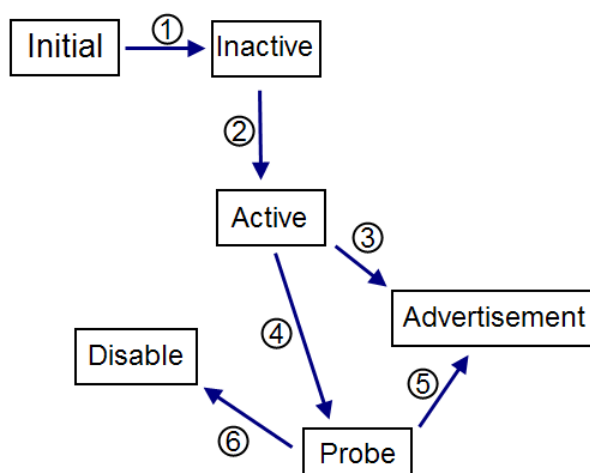 Initial
①
Inactive
②
Active
③
Advertisement
④
Disable
⑤
⑥
Probe